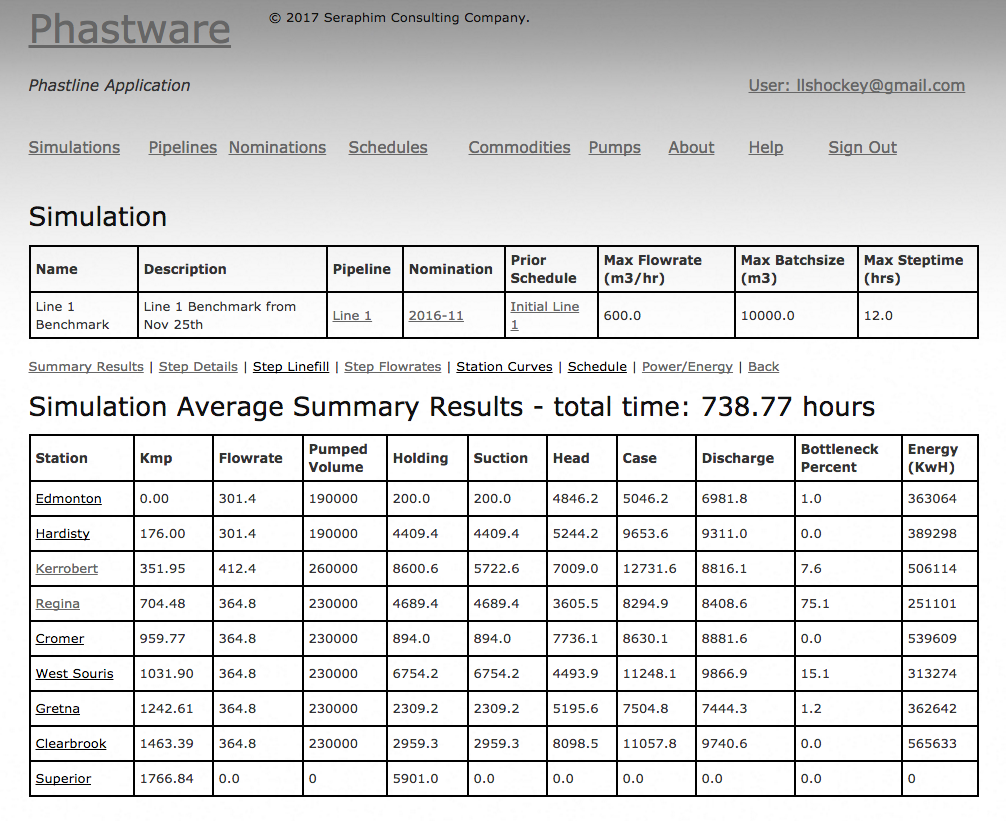 Phastware
© 2017 Seraphim Consulting Company.
Phastline Application
User: llshockey@gmail.com
Simulations Pipelines Nominations Schedules Commodities Pumps About Help Sign Out
Simulation
Name Description Pipeline Nomination Prior Schedule Max Flowrate (m3/hr) Max Batchsize (m3) Max Steptime (hrs)
Line 1 Benchmark Line 1 Benchmark from Nov 25th Line 1 2016-11 Initial Line 1 600.0 10000.0 12.0
Summary Results | Step Details | Step Linefill | Step Flowrates | Station Curves | Schedule | Power/Energy | Back
Simulation Average Summary Results - total time: 738.77 hours
Station Kmp Flowrate Pumped Volume Holding Suction Head Case Discharge Bottleneck Percent Energy (KwH)
Edmonton 0.00 301.4 190000 200.0 200.0 4846.2 5046.2 6981.8 1.0 363064
Hardisty 176.00 301.4 190000 4409.4 4409.4 5244.2 9653.6 9311.0 0.0 389298
Kerrobert 351.95 412.4 260000 8600.6 5722.6 7009.0 12731.6 8816.1 7.6 506114
Regina 704.48 364.8 230000 4689.4 4689.4 3605.5 8294.9 8408.6 75.1 251101
Cromer 959.77 364.8 230000 894.0 894.0 7736.1 8630.1 8881.6 0.0 539609
West Souris 1031.90 364.8 230000 6754.2 6754.2 4493.9 11248.1 9866.9 15.1 313274
Gretna 1242.61 364.8 230000 2309.2 2309.2 5195.6 7504.8 7444.3 1.2 362642
Clearbrook 1463.39 364.8 230000 2959.3 2959.3 8098.5 11057.8 9740.6 0.0 565633
Superior 1766.84 0.0 0 5901.0 0.0 0.0 0.0 0.0 0.0 0